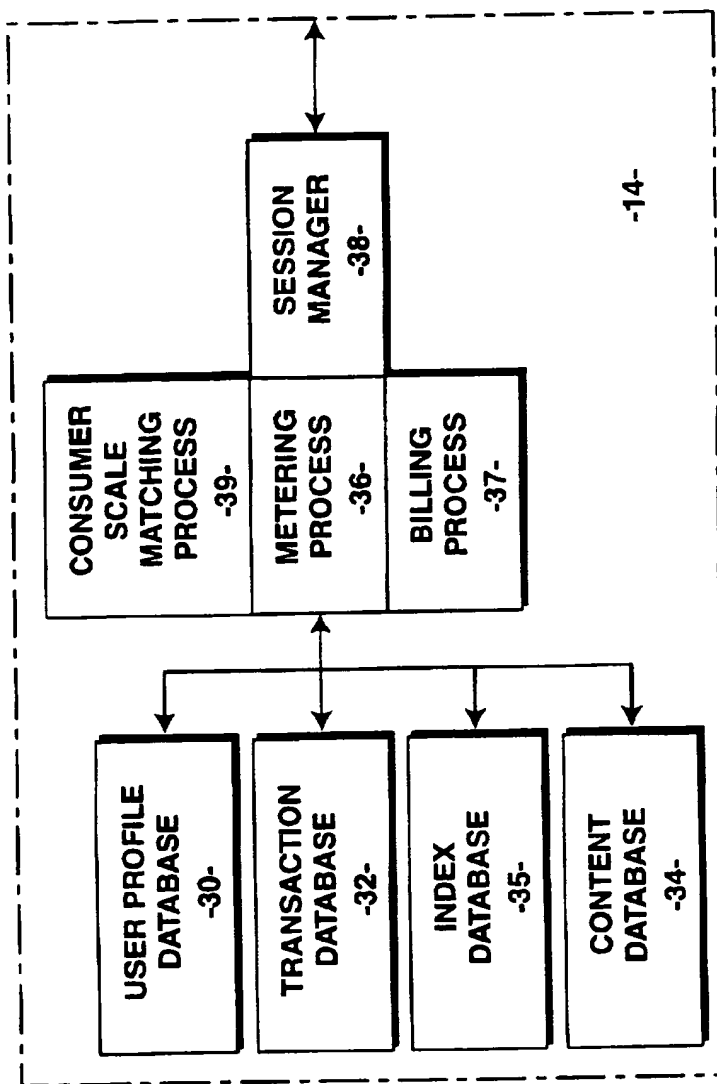 USER PROFILE
DATABASE
-30-
TRANSACTION
DATABASE
-32-
INDEX
DATABASE
-35-
CONTENT
DATABASE
-34-
CONSUMER
SCALE
MATCHING
PROCESS
-39-
METERING
PROCESS
-36-
BILLING
PROCESS
-37-
SESSION
MANAGER
-38-
-14-